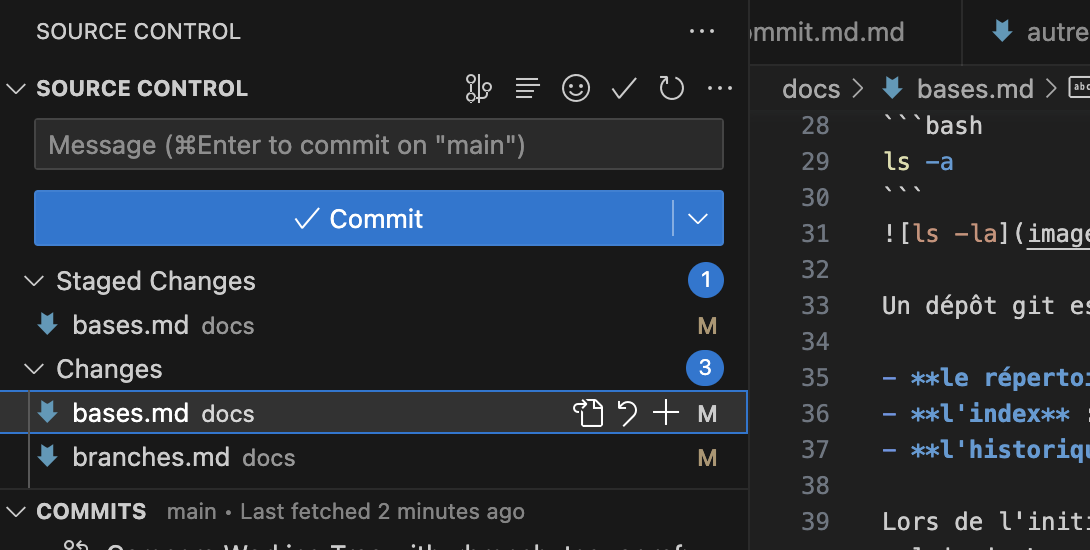 SOURCE CONTROL
SOURCE CONTROL
Message (⌘Enter to commit on "main")
Commit
Staged Changes 1
bases.md docs M
Changes 3
bases.md docs M
branches.md docs M
COMMITS main • Last fetched 2 minutes ago
ommit.md.md autre
docs > bases.md > abc
28 ```bash
29 ls -a
30 ```
31 ![ls -la](image
32
33 Un dépôt git es
34
35 - **le répertoi
36 - **l'index**
37 - **l'historiqu
38
39 Lors de l'initi